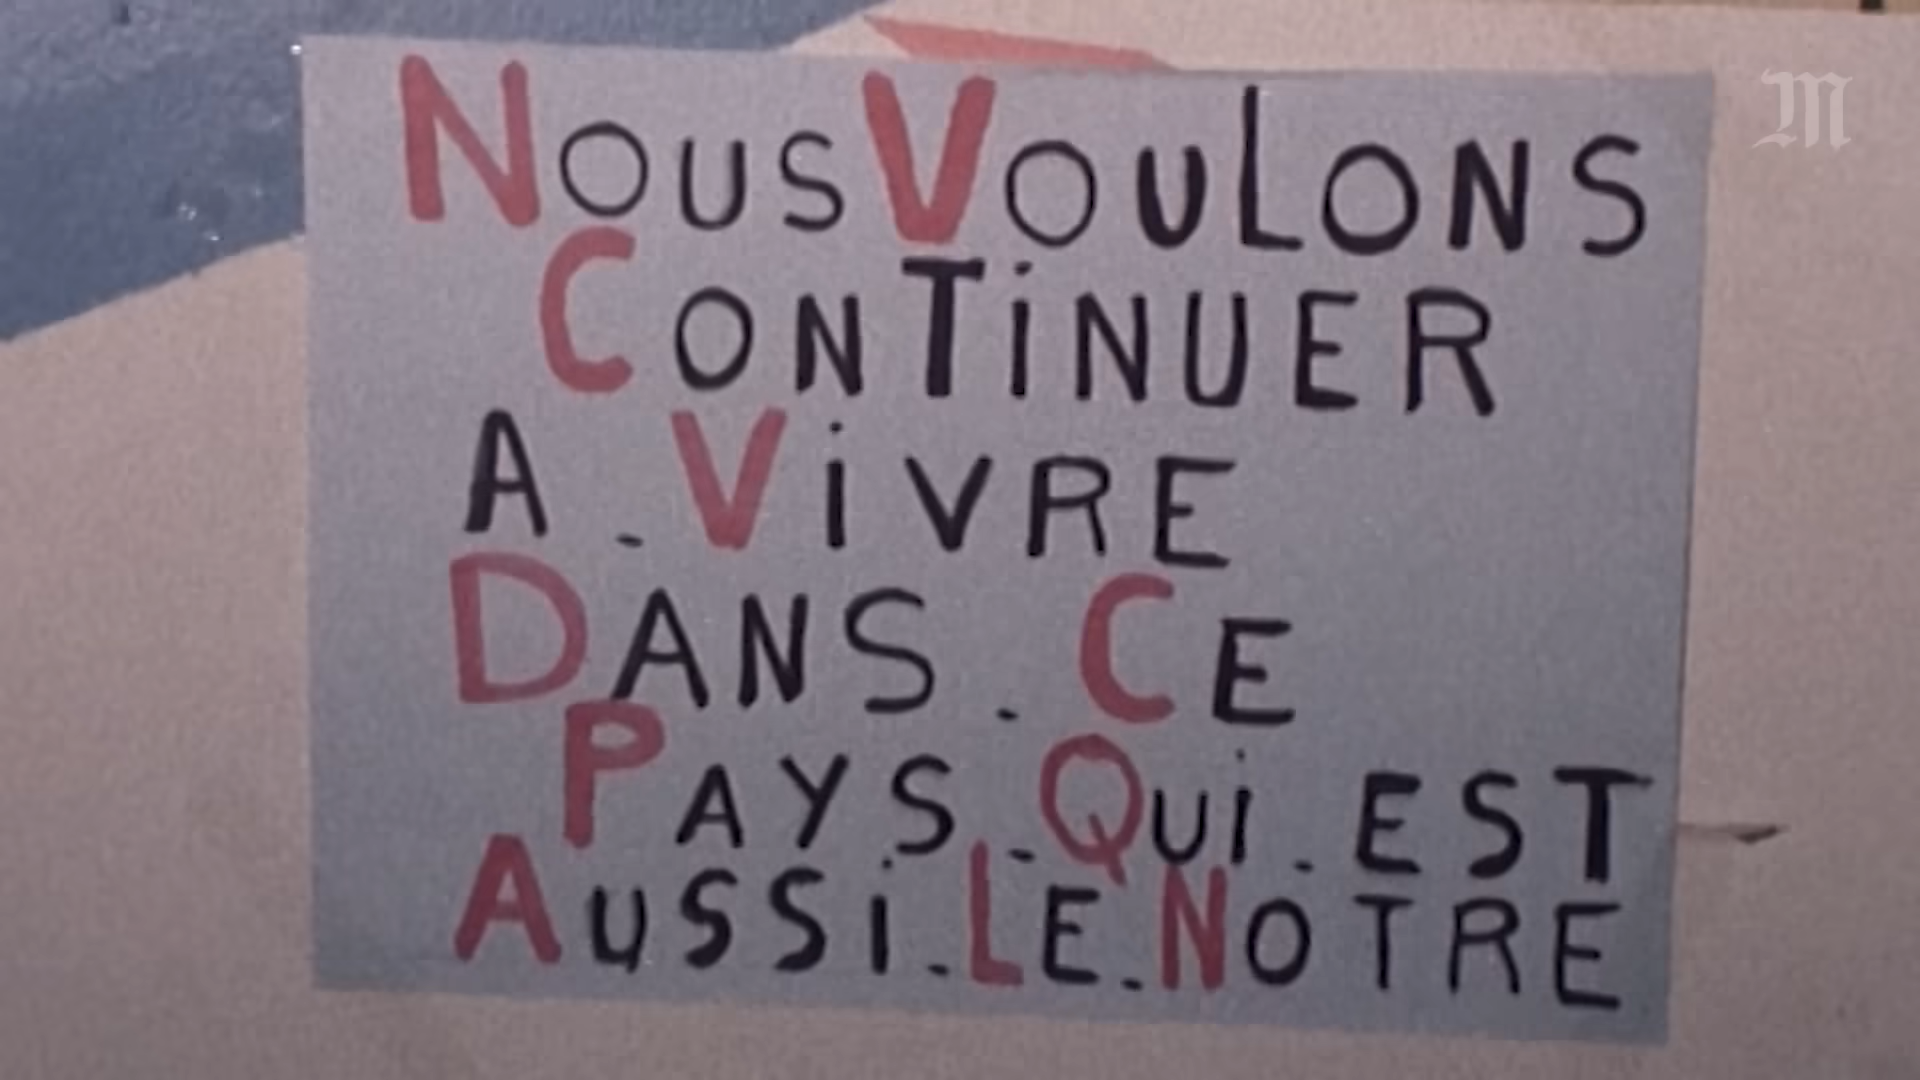 NOUS VOULONS
CONTiNUER
A - ViVRE
DANS . CE
PAYS - QUi . EST
AUSSi . LE . NOTRE
M